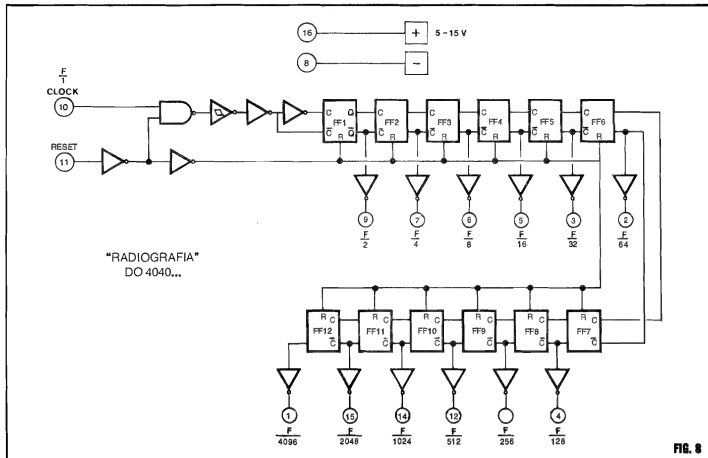 16 + 5 - 15 V
8 −
F
1
CLOCK
10
RESET
11
C Q C C C C C
FF1 FF2 FF3 FF4 FF5 FF6
C̅ Q̅ C̅ C̅ C̅ C̅ C̅
R R R R R R
9 7 6 5 3 2
F F F F F F
2 4 8 16 32 64
"RADIOGRAFIA"
DO 4040...
R C R C R C R C R C R C
FF12 FF11 FF10 FF9 FF8 FF7
C̅ C̅ C̅ C̅ C̅ C̅
1 15 14 12 4
F F F F F F
4096 2048 1024 512 256 128
FIG. 8